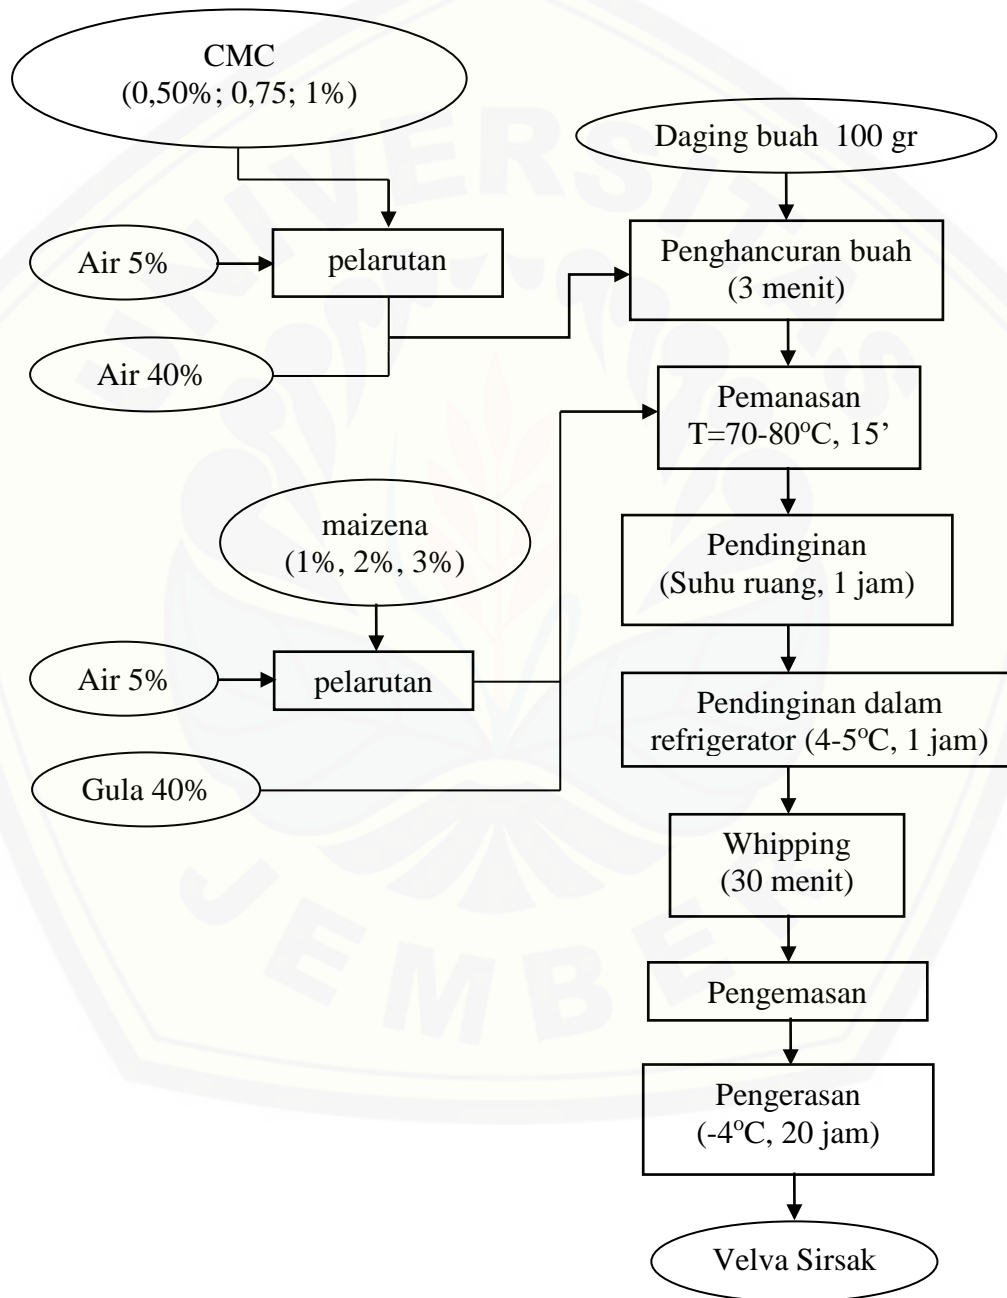 CMC
(0,50%; 0,75; 1%)
Daging buah 100 gr
Air 5%
pelarutan
Penghancuran buah
(3 menit)
Air 40%
Pemanasan
T=70-80°C, 15’
maizena
(1%, 2%, 3%)
Pendinginan
(Suhu ruang, 1 jam)
Air 5%
pelarutan
Pendinginan dalam
refrigerator (4-5°C, 1 jam)
Gula 40%
Whipping
(30 menit)
Pengemasan
Pengerasan
(-4°C, 20 jam)
Velva Sirsak
UNIVERSITAS
JEMBER